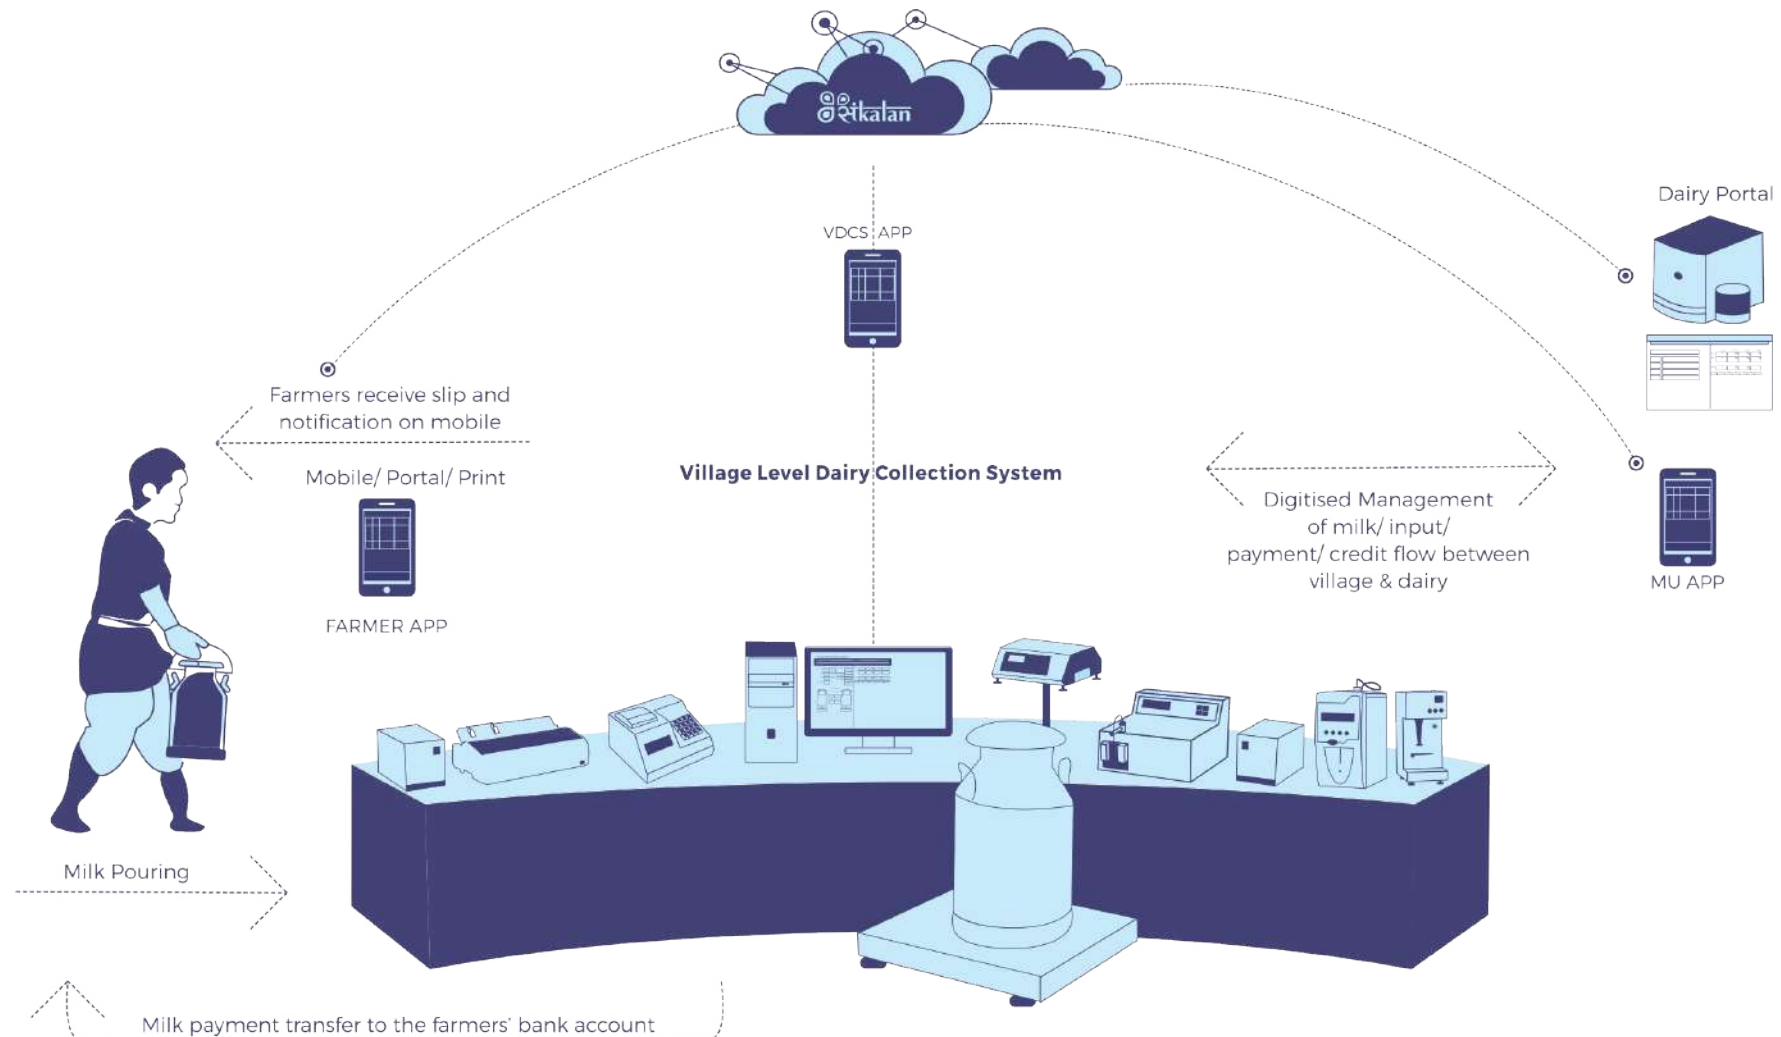 संkalan
Dairy Portal
VDCS APP
Farmers receive slip and
notification on mobile
Mobile/ Portal/ Print
Village Level Dairy Collection System
Digitised Management
of milk/ input/
payment/ credit flow between
village & dairy
MU APP
FARMER APP
Milk Pouring
Milk payment transfer to the farmers' bank account